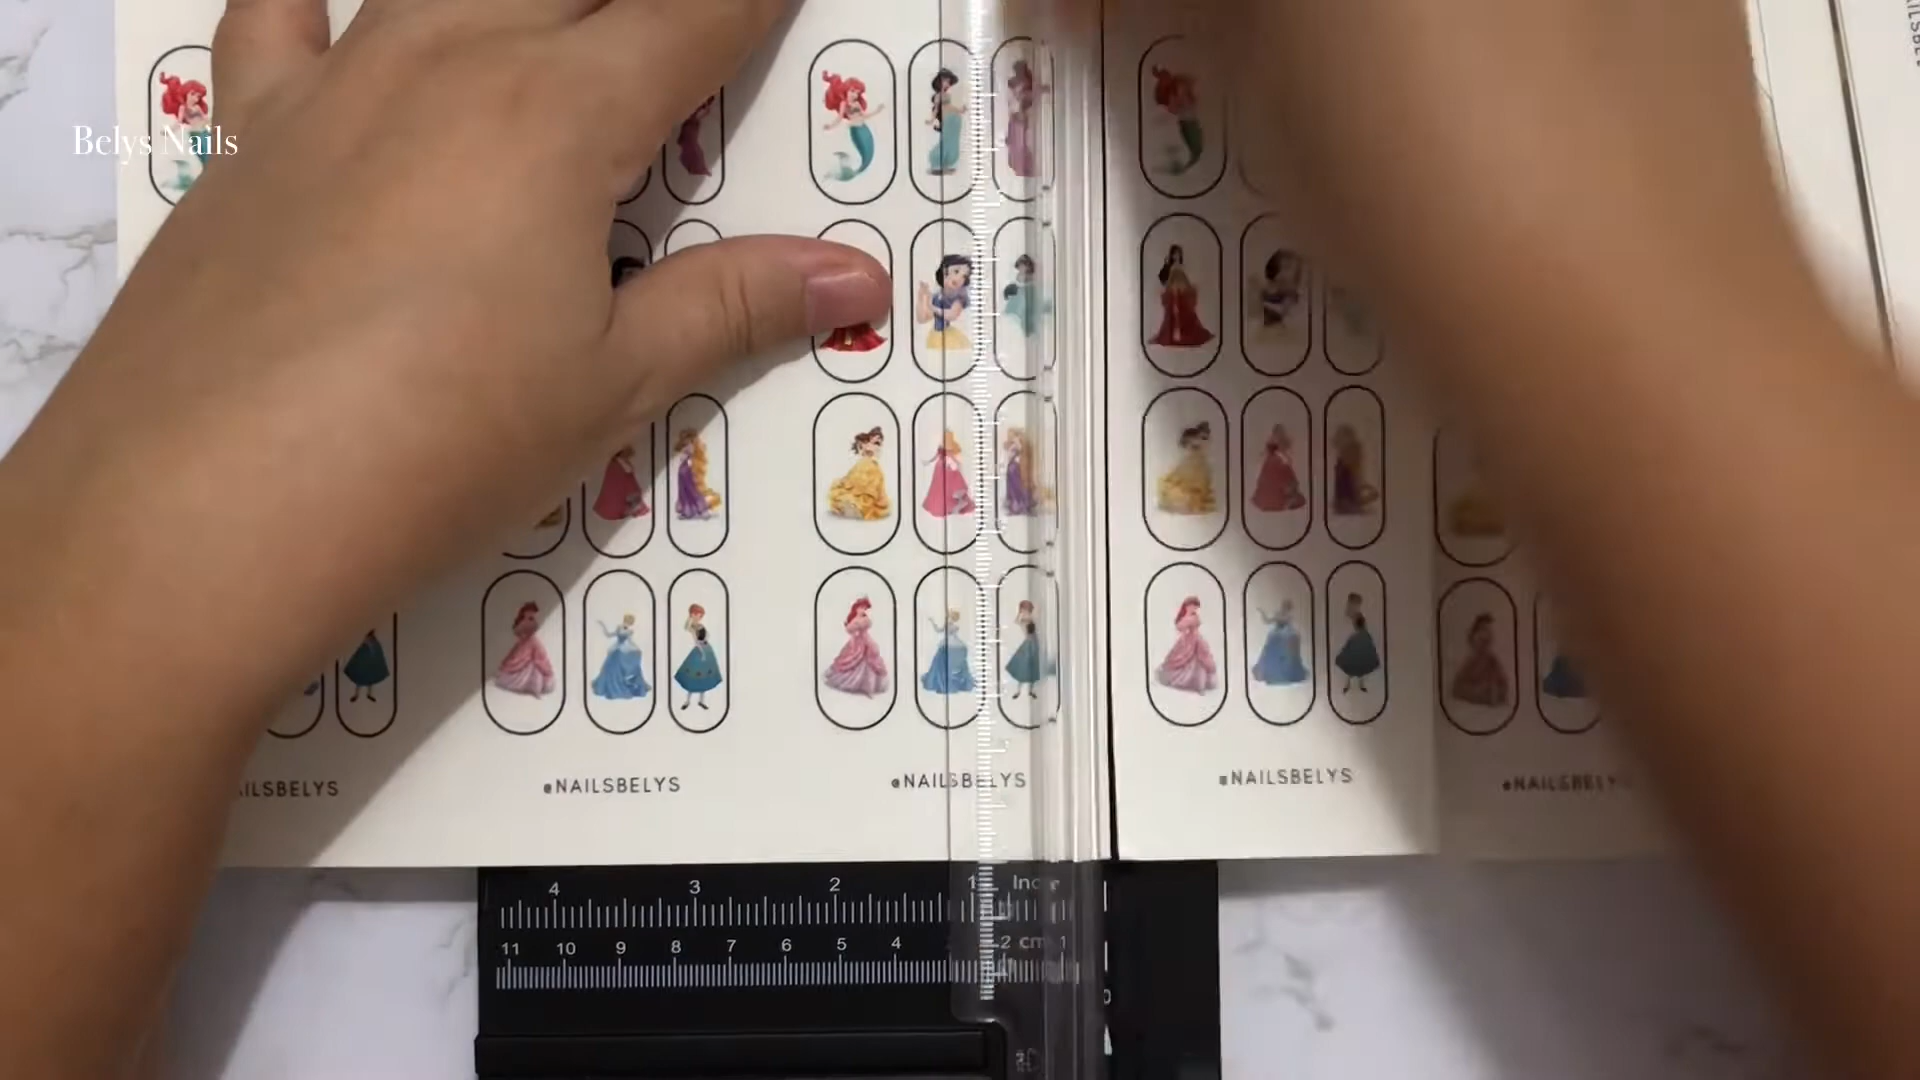 Belys Nails
ILSBELYS
@NAILSBELYS
@NAILSBELYS
@NAILSBELYS
@NAILSBELYS
4 3 2 1 Inch
11 10 9 8 7 6 5 4 2 cm 1